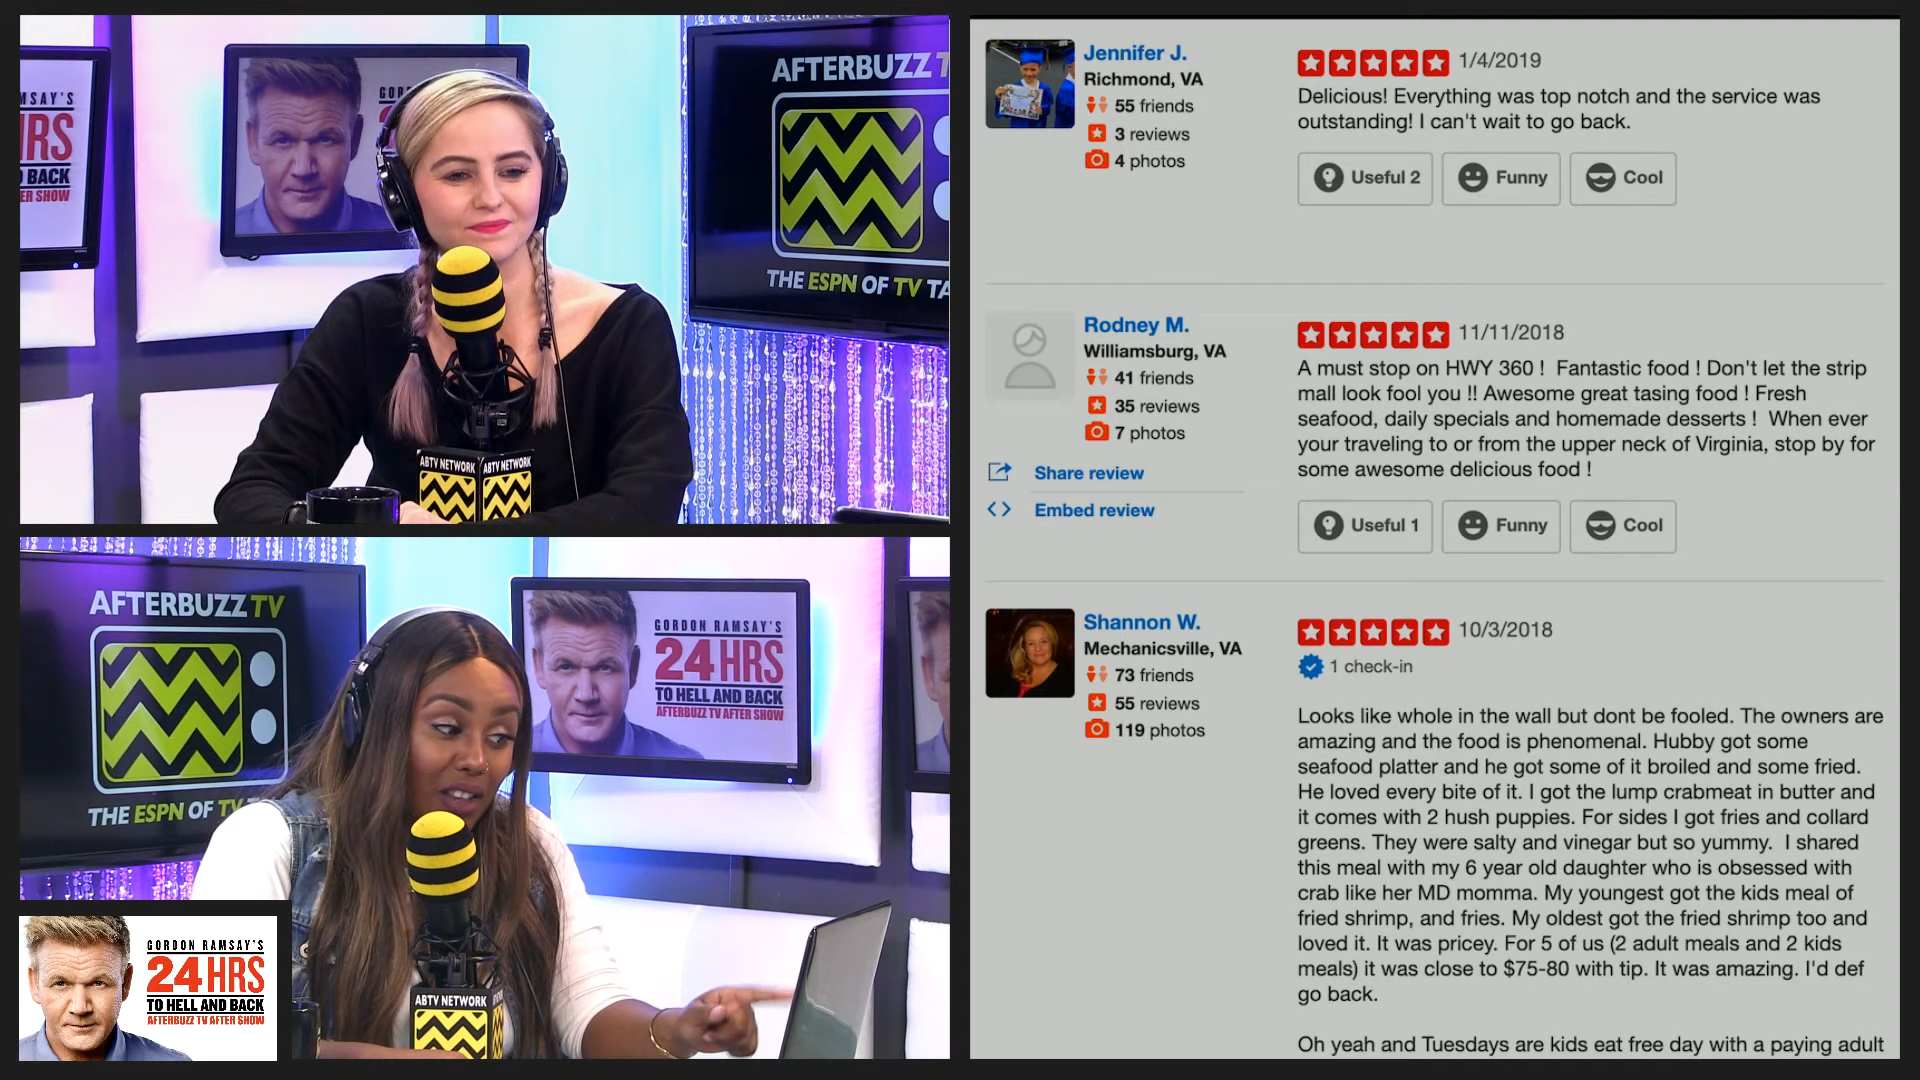 MSAY'S
RS
BACK
ER SHOW
GOR
2
AFTERBUZZ T
THE ESPN OF TV TA
ABTV NETWORK
ABTV NETWORK
AFTERBUZZ TV
THE ESPN OF TV
GORDON RAMSAY'S
24 HRS
TO HELL AND BACK
AFTERBUZZ TV AFTER SHOW
ABTV NETWORK
GORDON RAMSAY'S
24 HRS
TO HELL AND BACK
AFTERBUZZ TV AFTER SHOW
Jennifer J.
Richmond, VA
55 friends
3 reviews
4 photos
1/4/2019
Delicious! Everything was top notch and the service was
outstanding! I can't wait to go back.
Useful 2
Funny
Cool
Rodney M.
Williamsburg, VA
41 friends
35 reviews
7 photos
Share review
Embed review
11/11/2018
A must stop on HWY 360 ! Fantastic food ! Don't let the strip
mall look fool you !! Awesome great tasing food ! Fresh
seafood, daily specials and homemade desserts ! When ever
your traveling to or from the upper neck of Virginia, stop by for
some awesome delicious food !
Useful 1
Funny
Cool
Shannon W.
Mechanicsville, VA
73 friends
55 reviews
119 photos
10/3/2018
1 check-in
Looks like whole in the wall but dont be fooled. The owners are
amazing and the food is phenomenal. Hubby got some
seafood platter and he got some of it broiled and some fried.
He loved every bite of it. I got the lump crabmeat in butter and
it comes with 2 hush puppies. For sides I got fries and collard
greens. They were salty and vinegar but so yummy. I shared
this meal with my 6 year old daughter who is obsessed with
crab like her MD momma. My youngest got the kids meal of
fried shrimp, and fries. My oldest got the fried shrimp too and
loved it. It was pricey. For 5 of us (2 adult meals and 2 kids
meals) it was close to $75-80 with tip. It was amazing. I'd def
go back.
Oh yeah and Tuesdays are kids eat free day with a paying adult